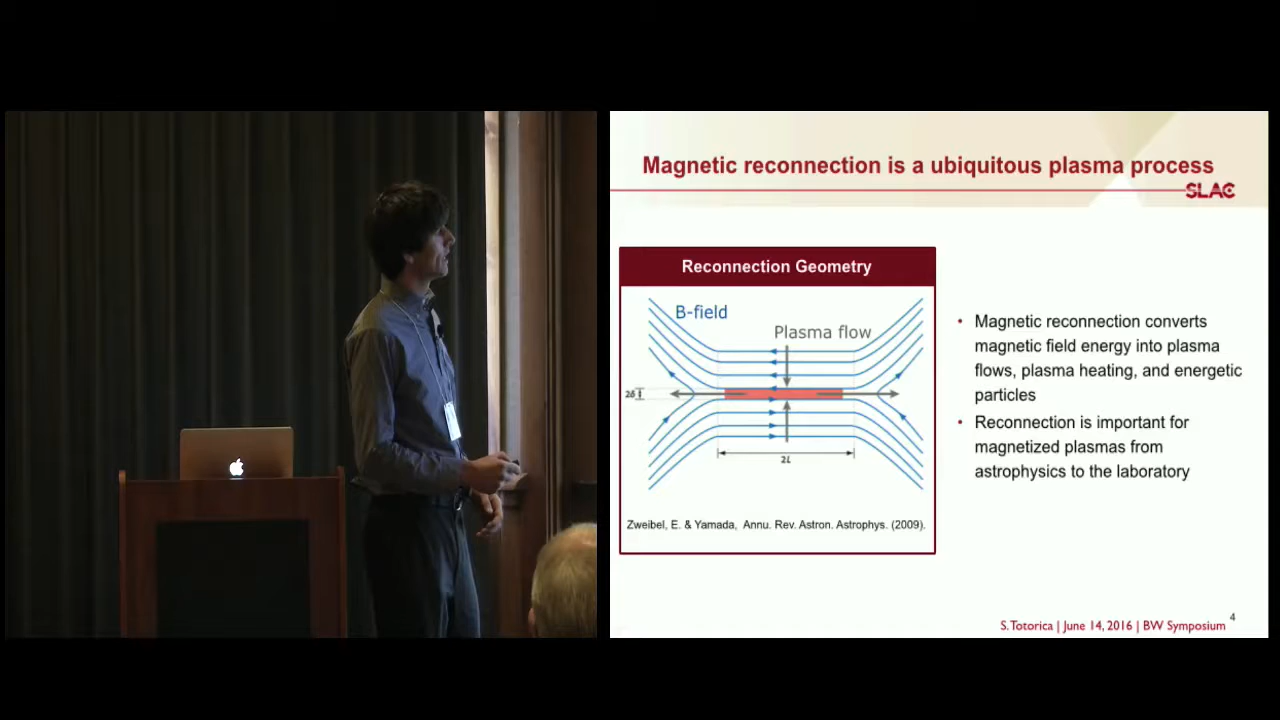 Magnetic reconnection is a ubiquitous plasma process
SLAC
Reconnection Geometry
B-field
Plasma flow
2δ
2L
Zweibel, E. & Yamada, Annu. Rev. Astron. Astrophys. (2009).
• Magnetic reconnection converts
magnetic field energy into plasma
flows, plasma heating, and energetic
particles
• Reconnection is important for
magnetized plasmas from
astrophysics to the laboratory
4
S. Totorica | June 14, 2016 | BW Symposium